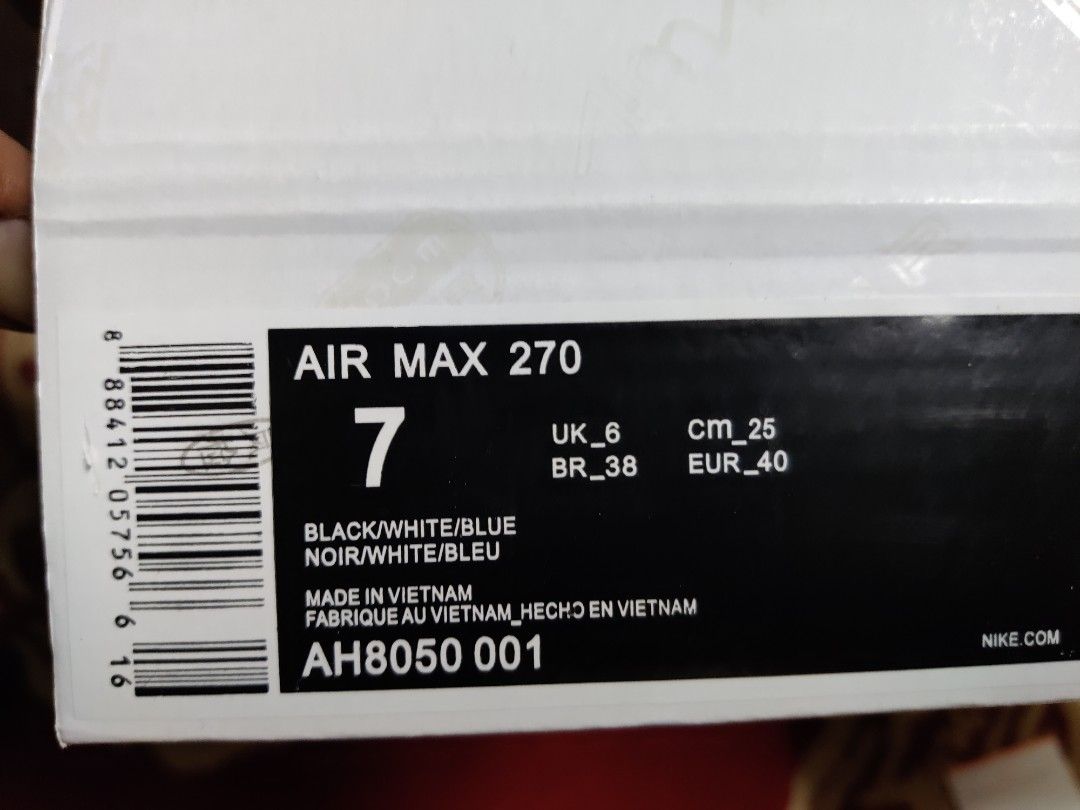 AIR MAX 270
7
UK_6 Cm_25
BR_38 EUR_40
BLACK/WHITE/BLUE
NOIR/WHITE/BLEU
MADE IN VIETNAM
FABRIQUE AU VIETNAM_HECHO EN VIETNAM
AH8050 001
NIKE.COM
8 88412 05756 6 16